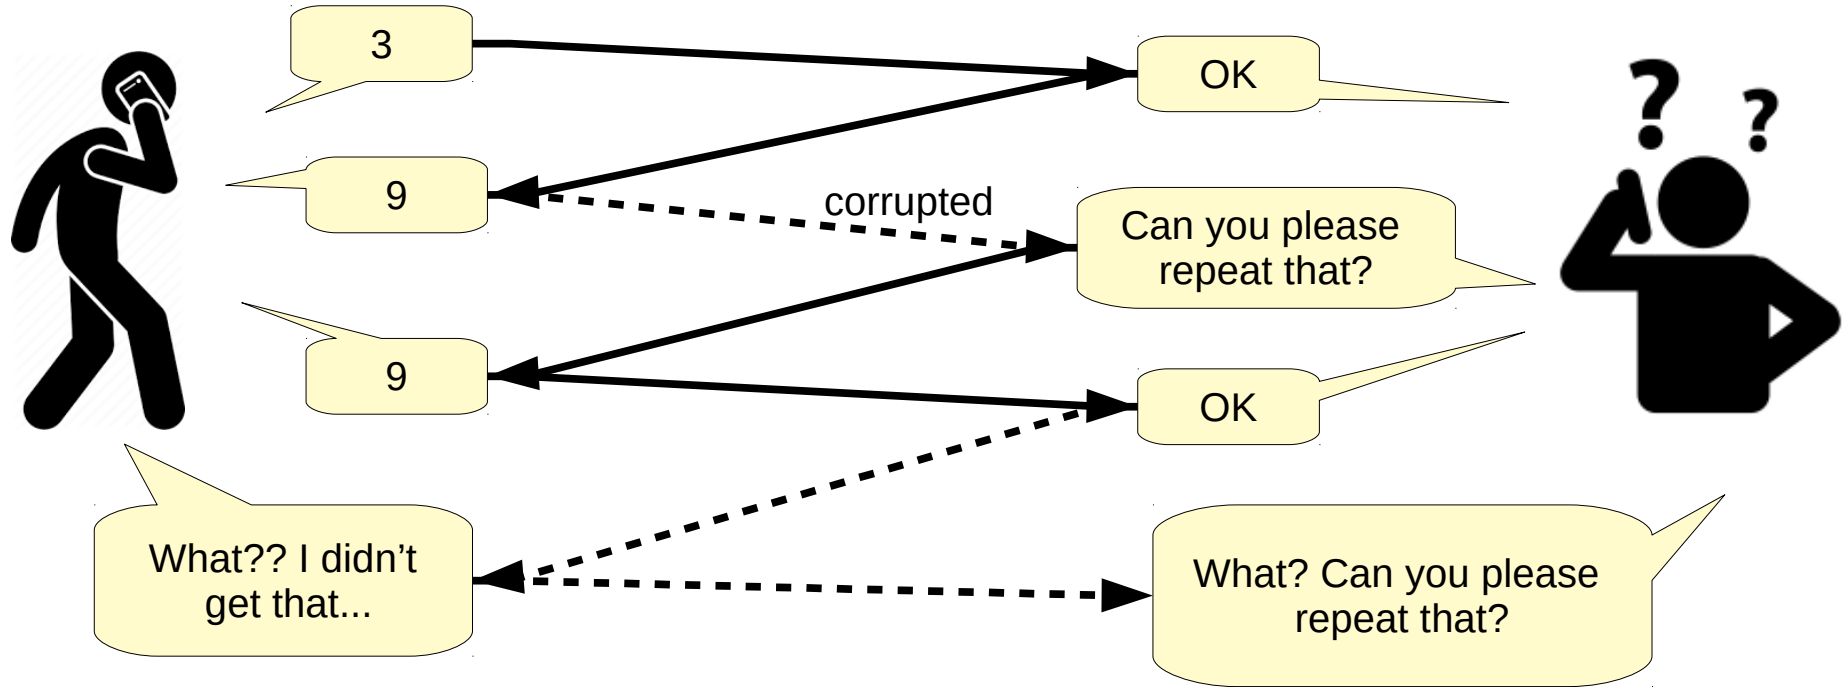 3
OK
9
corrupted
Can you please
repeat that?
9
OK
What?? I didn’t
get that...
What? Can you please
repeat that?
? ?